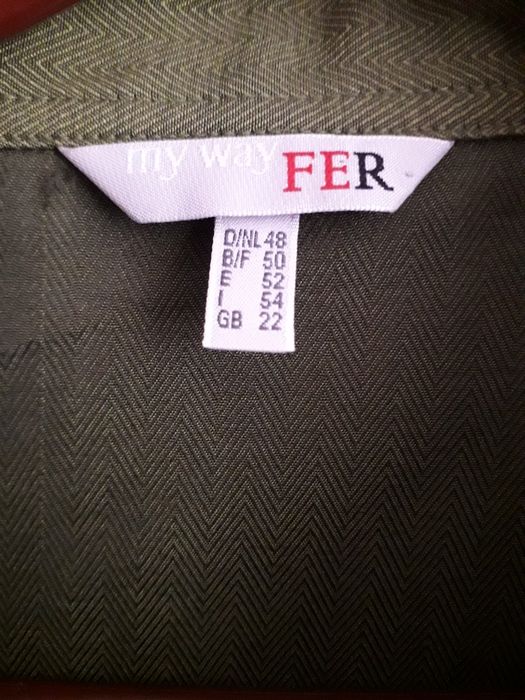 my way FER
D/NL 48
B/F 50
E 52
I 54
GB 22